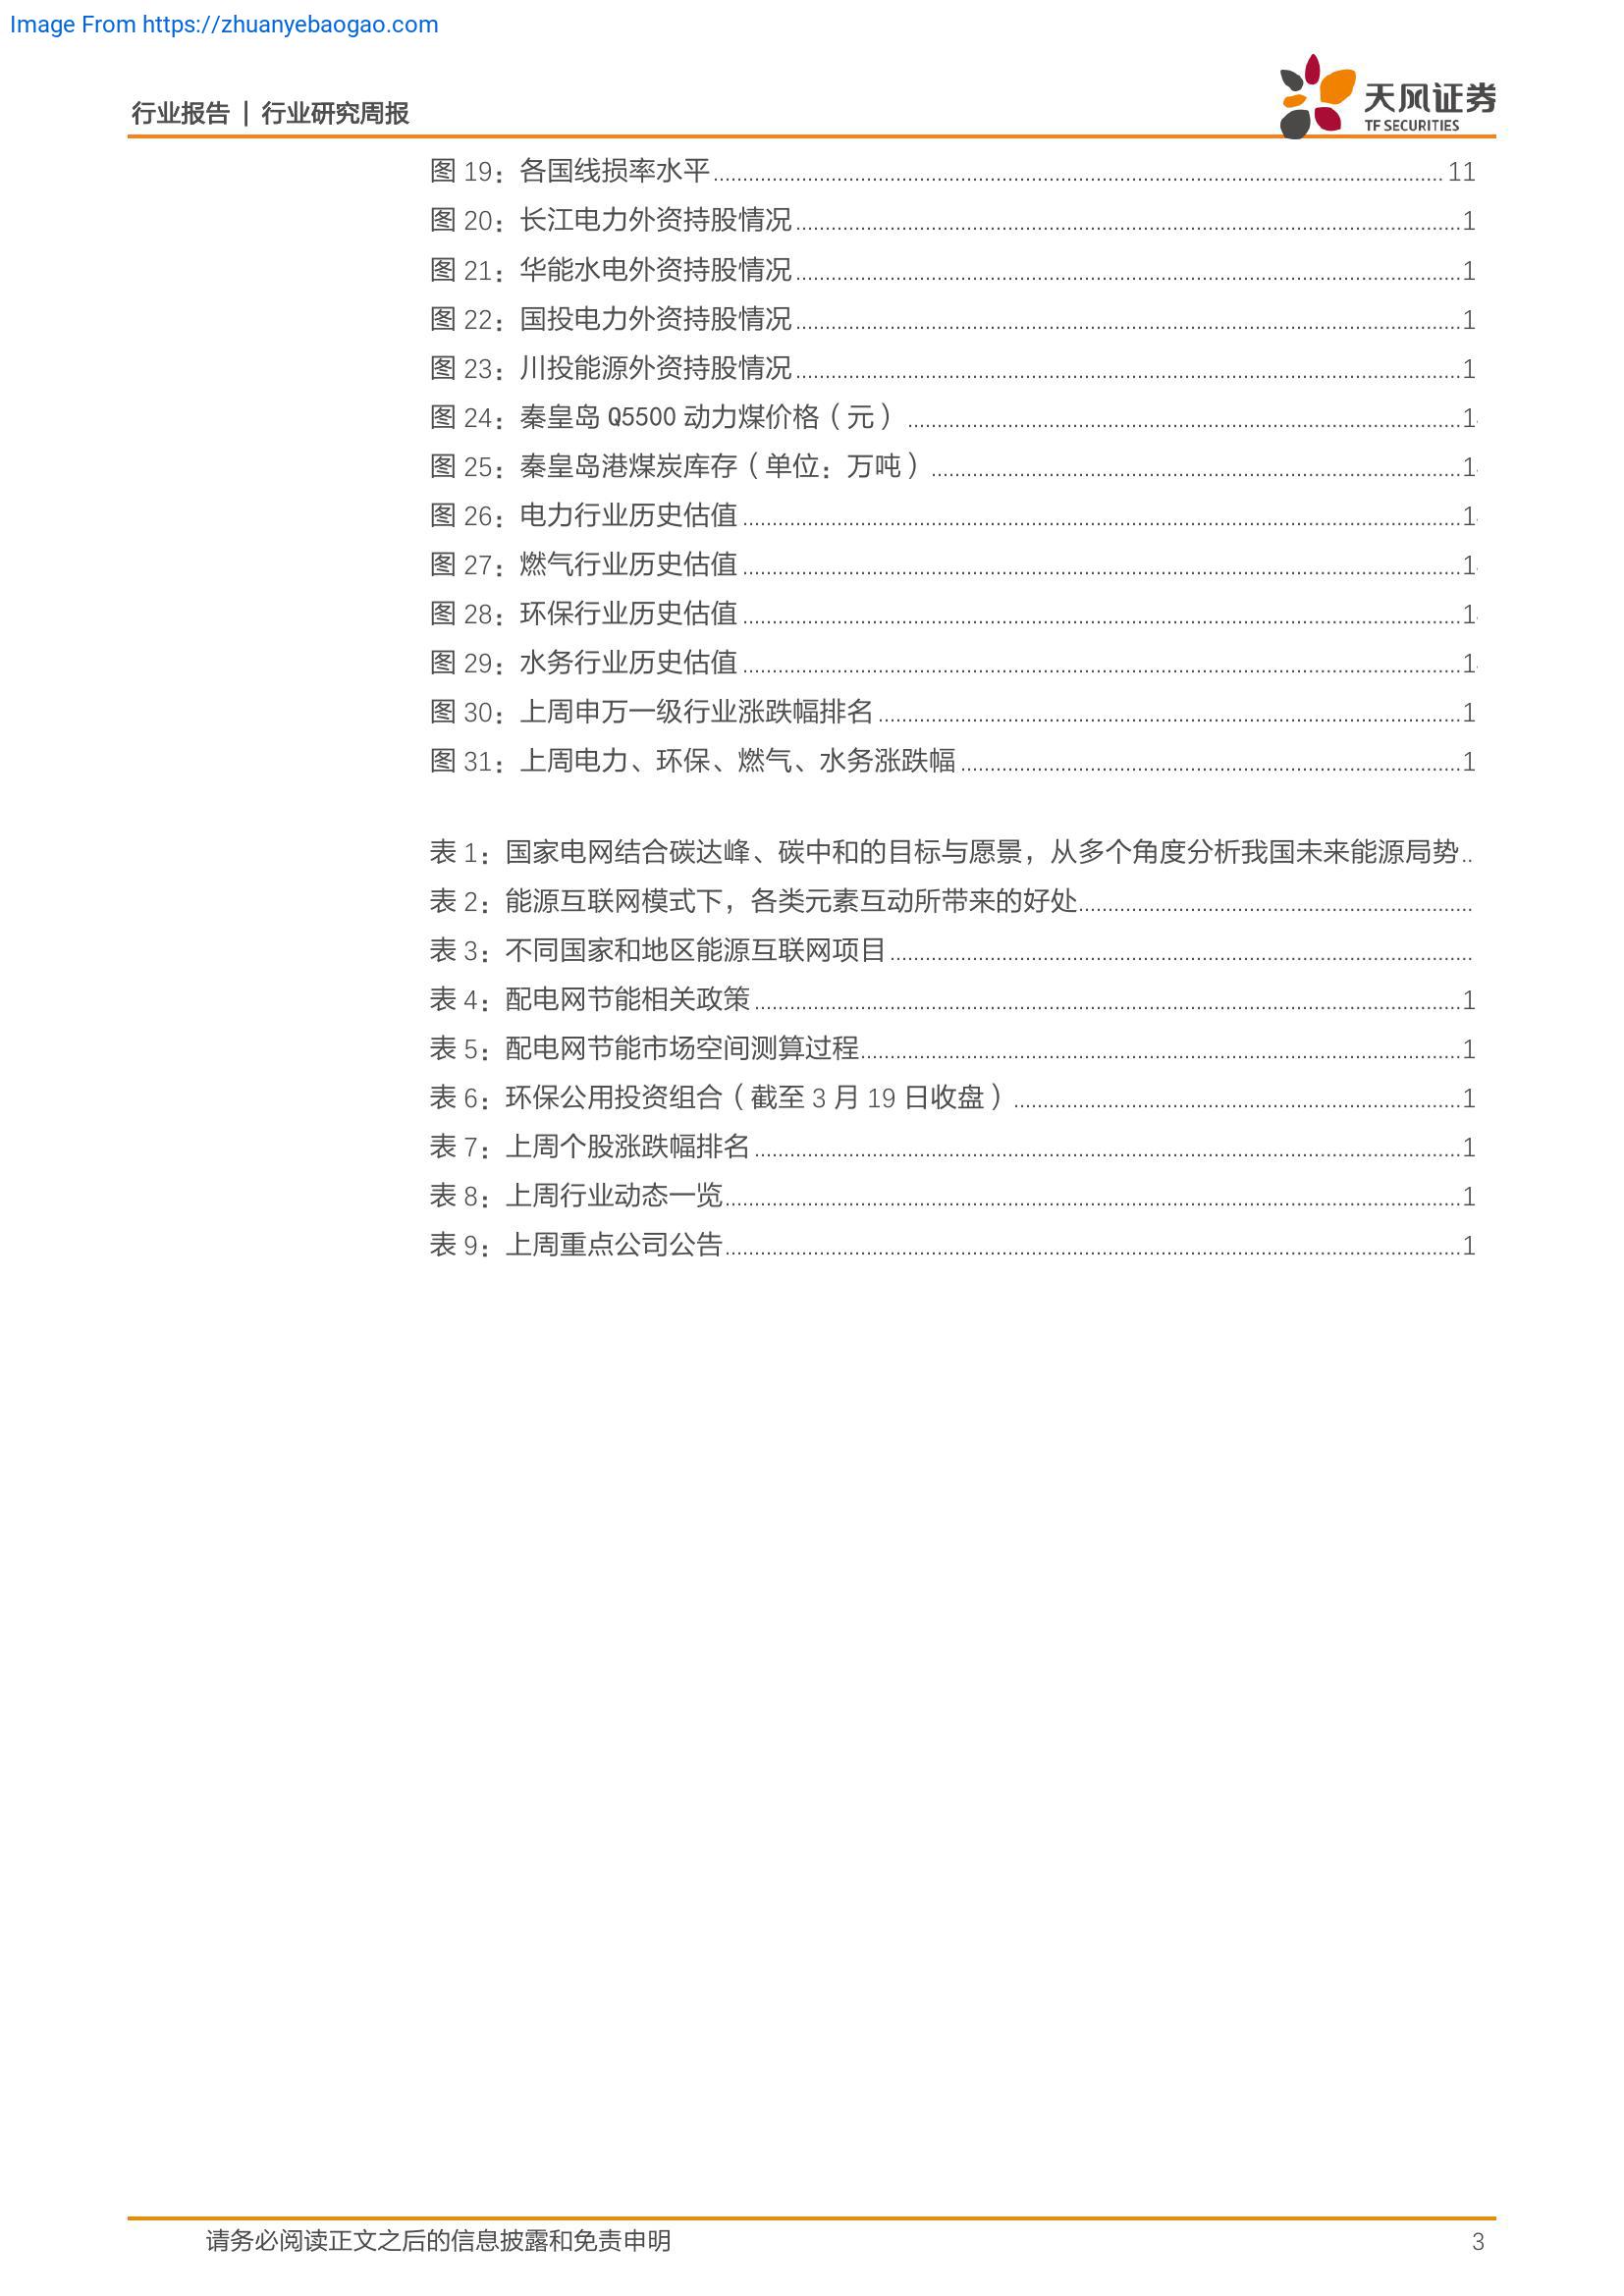 Image From https://zhuanyebaogao.com
行业报告 | 行业研究周报
天风证券
TF SECURITIES
图 19：各国线损率水平 11
图 20：长江电力外资持股情况 1
图 21：华能水电外资持股情况 1
图 22：国投电力外资持股情况 1
图 23：川投能源外资持股情况 1
图 24：秦皇岛 Q5500 动力煤价格（元） 1
图 25：秦皇岛港煤炭库存（单位：万吨） 1
图 26：电力行业历史估值 1
图 27：燃气行业历史估值 1
图 28：环保行业历史估值 1
图 29：水务行业历史估值 1
图 30：上周申万一级行业涨跌幅排名 1
图 31：上周电力、环保、燃气、水务涨跌幅 1
表 1：国家电网结合碳达峰、碳中和的目标与愿景，从多个角度分析我国未来能源局势
表 2：能源互联网模式下，各类元素互动所带来的好处
表 3：不同国家和地区能源互联网项目
表 4：配电网节能相关政策 1
表 5：配电网节能市场空间测算过程 1
表 6：环保公用投资组合（截至 3 月 19 日收盘） 1
表 7：上周个股涨跌幅排名 1
表 8：上周行业动态一览 1
表 9：上周重点公司公告 1
请务必阅读正文之后的信息披露和免责申明 3